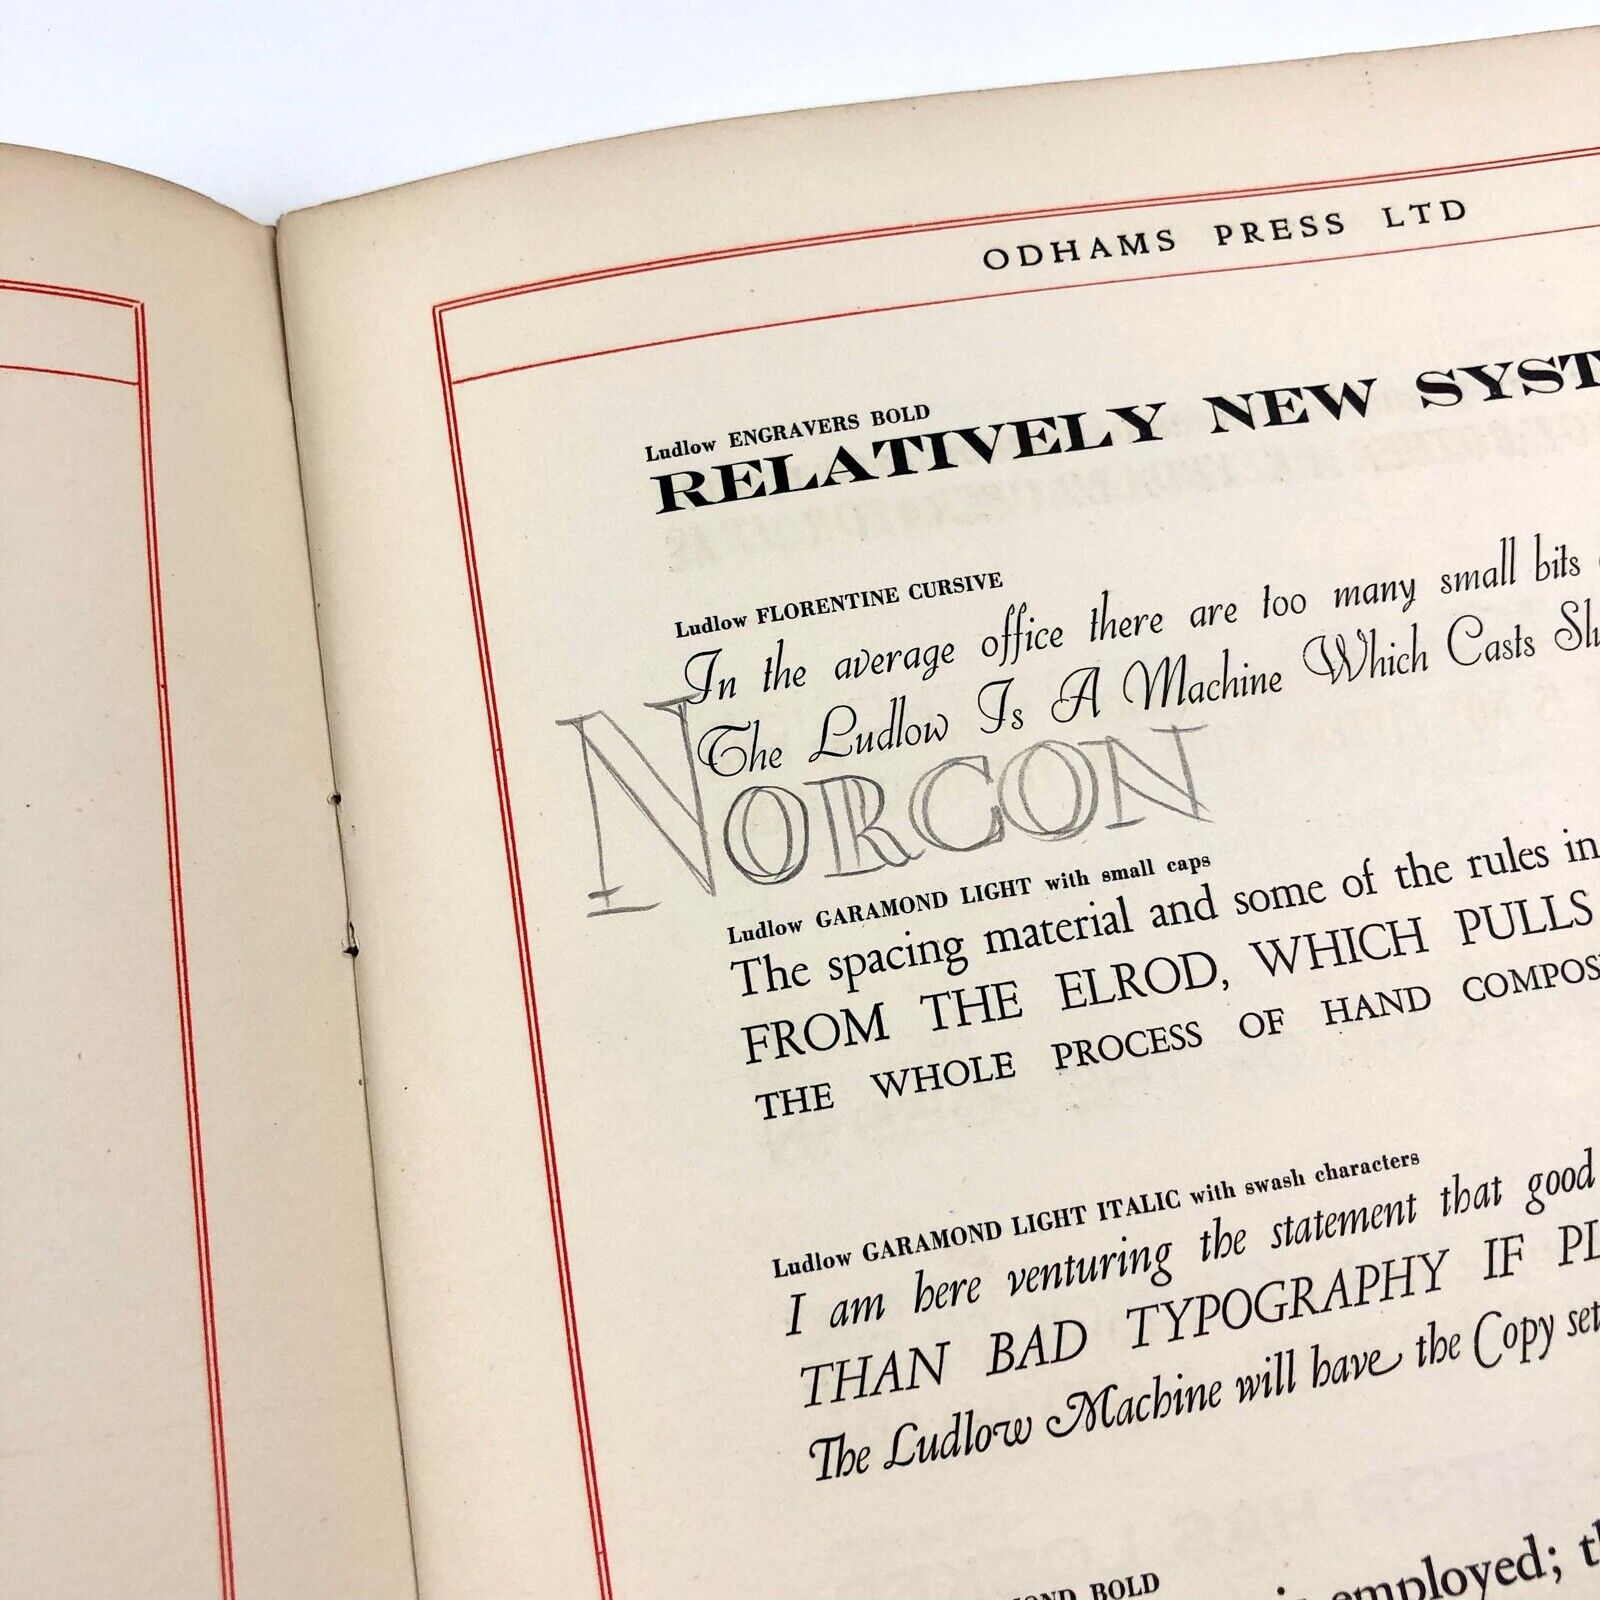 ODHAMS PRESS LTD
Ludlow ENGRAVERS BOLD
RELATIVELY NEW SYST
Ludlow FLORENTINE CURSIVE
In the average office there are too many small bits
The Ludlow Is A Machine Which Casts Slu
NORCON
Ludlow GARAMOND LIGHT with small caps
The spacing material and some of the rules in
FROM THE ELROD, WHICH PULLS
THE WHOLE PROCESS OF HAND COMPOS
Ludlow GARAMOND LIGHT ITALIC with swash characters
I am here venturing the statement that good
THAN BAD TYPOGRAPHY IF PL
The Ludlow Machine will have the Copy set
OND BOLD
is employed; th